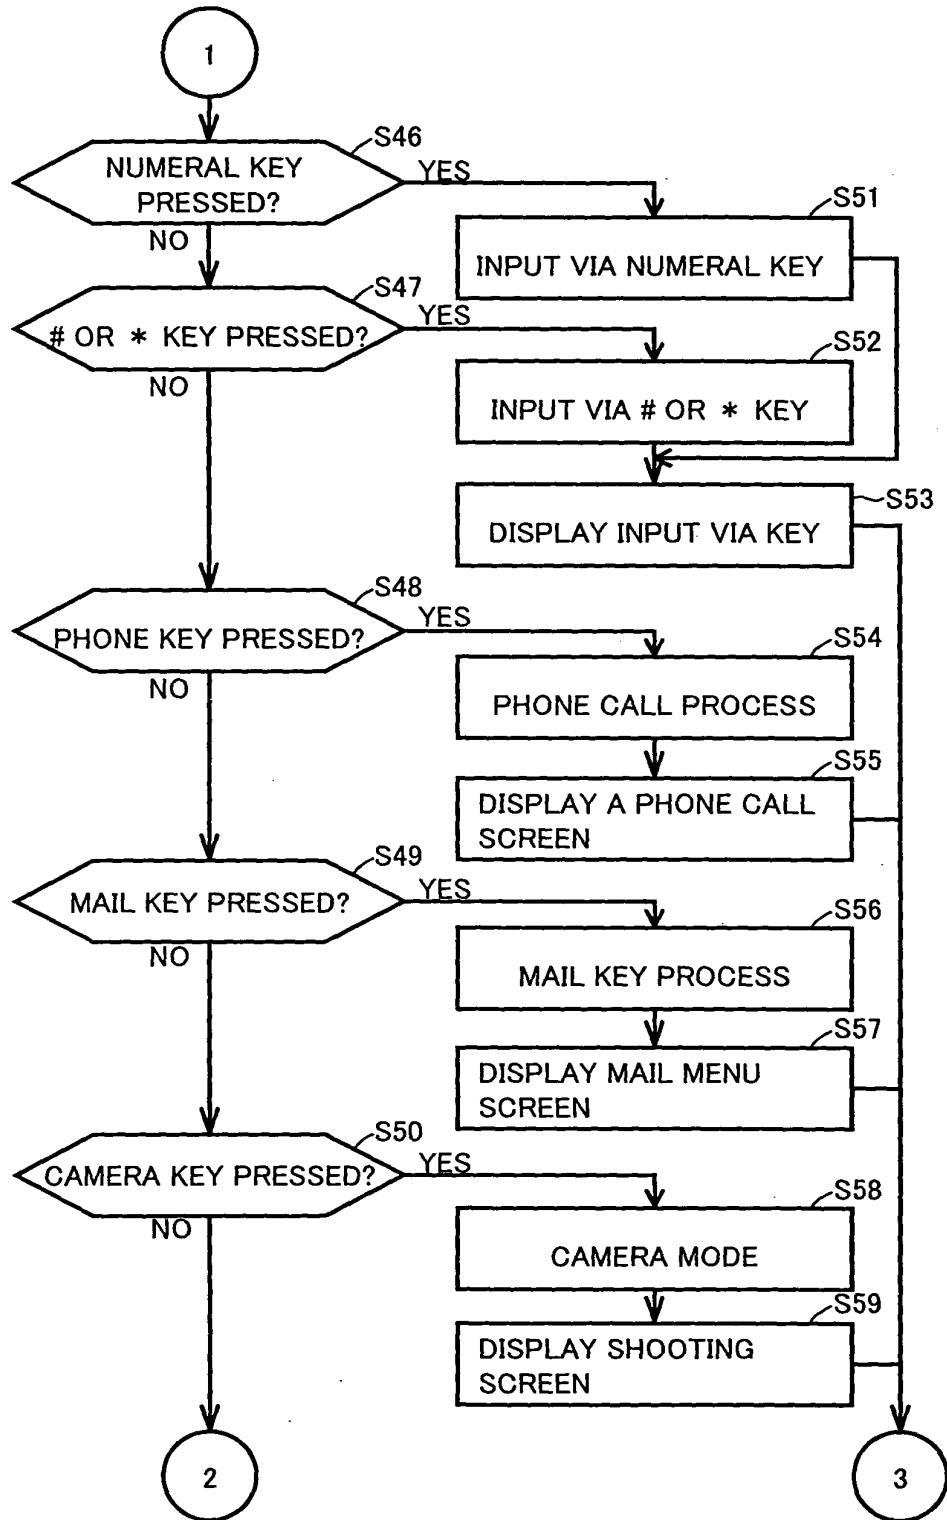 1
S46
NUMERAL KEY
PRESSED?
YES
NO
S51
INPUT VIA NUMERAL KEY
S47
# OR * KEY PRESSED?
YES
NO
S52
INPUT VIA # OR * KEY
S53
DISPLAY INPUT VIA KEY
S48
PHONE KEY PRESSED?
YES
NO
S54
PHONE CALL PROCESS
S55
DISPLAY A PHONE CALL
SCREEN
S49
MAIL KEY PRESSED?
YES
NO
S56
MAIL KEY PROCESS
S57
DISPLAY MAIL MENU
SCREEN
S50
CAMERA KEY PRESSED?
YES
NO
S58
CAMERA MODE
S59
DISPLAY SHOOTING
SCREEN
2
3